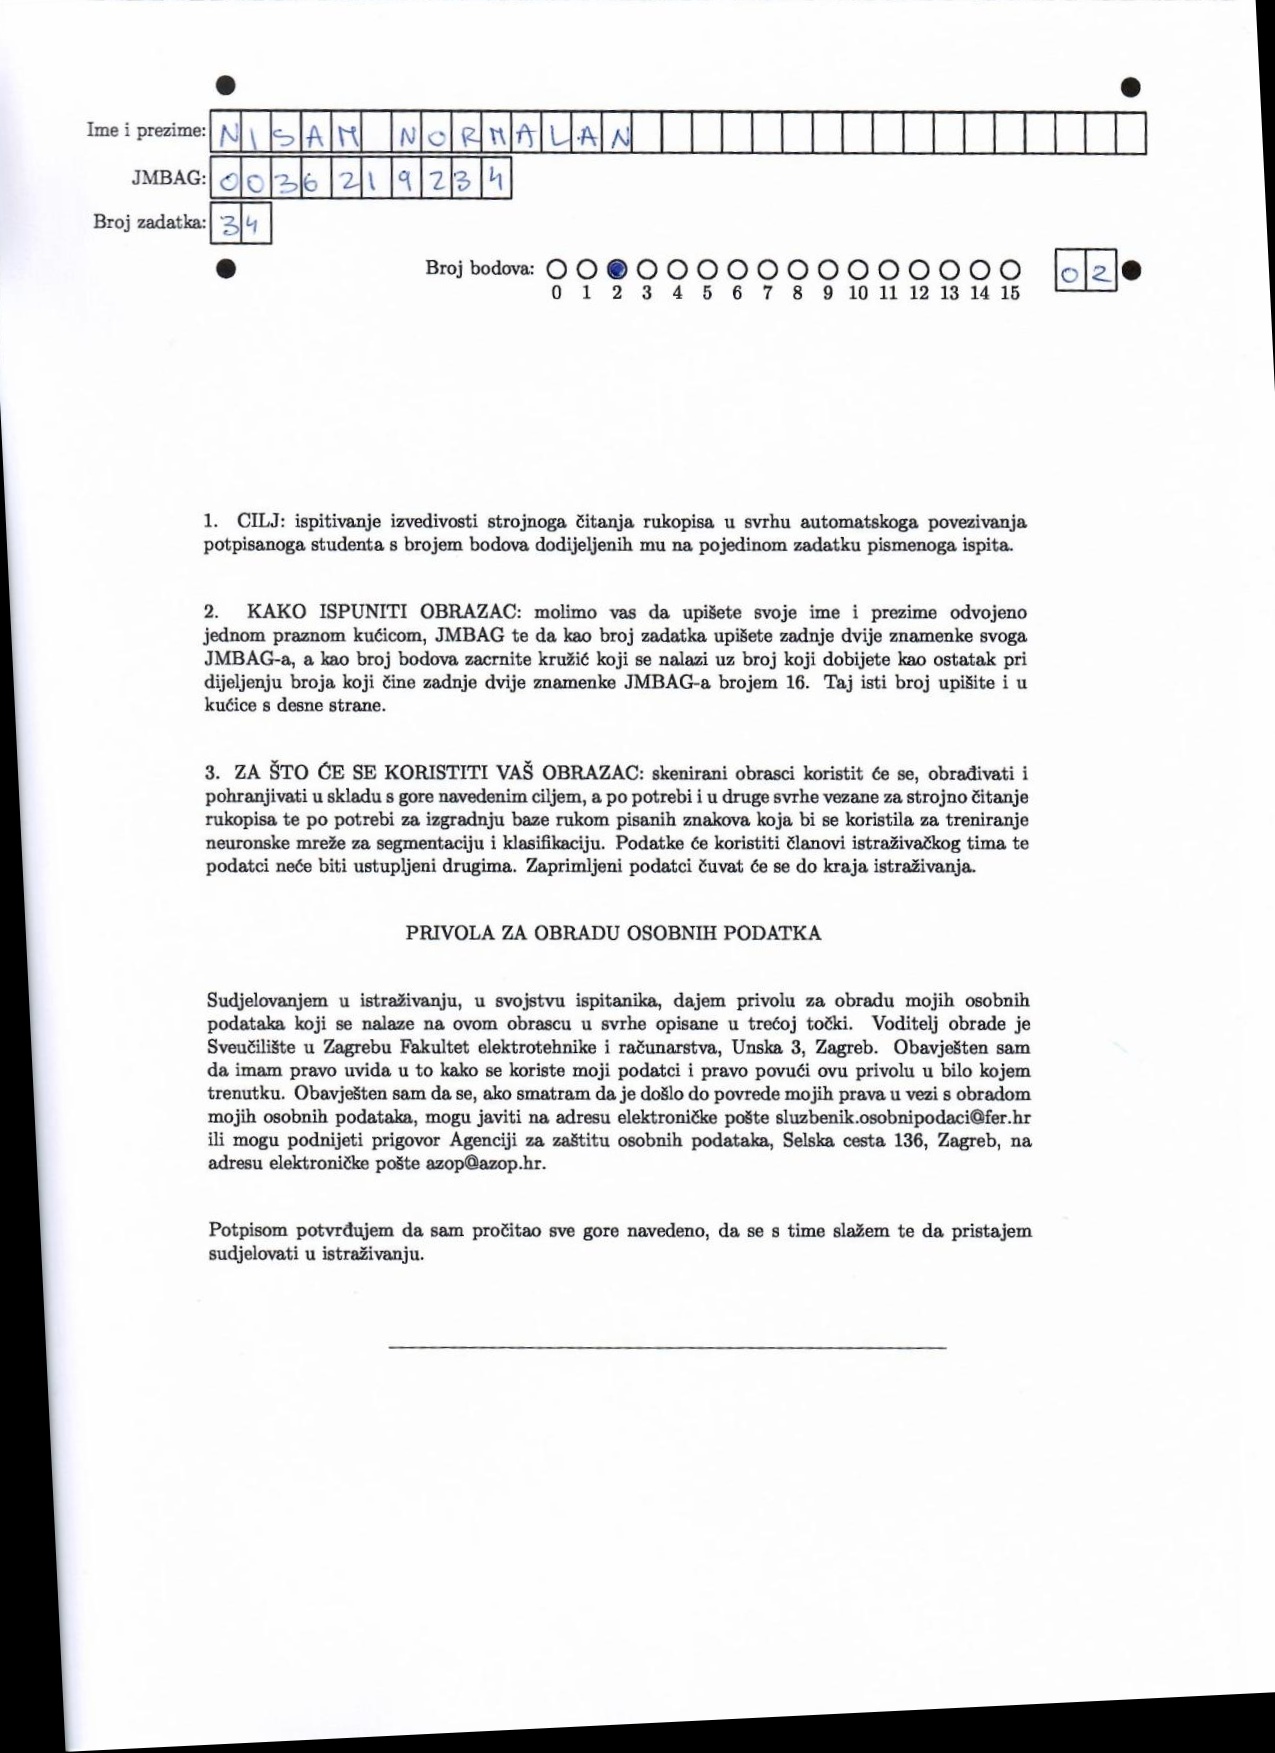 Ime i prezime: NISAM NORMALAN
JMBAG: 0036219234
Broj zadatka: 34
Broj bodova: 02
0 1 2 3 4 5 6 7 8 9 10 11 12 13 14 15
1. CILJ: ispitivanje izvedivosti strojnoga čitanja rukopisa u svrhu automatskoga povezivanja
potpisanoga studenta s brojem bodova dodijeljenih mu na pojedinom zadatku pismenoga ispita.
2. KAKO ISPUNITI OBRAZAC: molimo vas da upišete svoje ime i prezime odvojeno
jednom praznom kućicom, JMBAG te da kao broj zadatka upišete zadnje dvije znamenke svoga
JMBAG-a, a kao broj bodova zacrnite kružić koji se nalazi uz broj koji dobijete kao ostatak pri
dijeljenju broja koji čine zadnje dvije znamenke JMBAG-a brojem 16. Taj isti broj upišite i u
kućice s desne strane.
3. ZA ŠTO ĆE SE KORISTITI VAŠ OBRAZAC: skenirani obrasci koristit će se, obrađivati i
pohranjivati u skladu s gore navedenim ciljem, a po potrebi i u druge svrhe vezane za strojno čitanje
rukopisa te po potrebi za izgradnju baze rukom pisanih znakova koja bi se koristila za treniranje
neuronske mreže za segmentaciju i klasifikaciju. Podatke će koristiti članovi istraživačkog tima te
podatci neće biti ustupljeni drugima. Zaprimljeni podatci čuvat će se do kraja istraživanja.
PRIVOLA ZA OBRADU OSOBNIH PODATKA
Sudjelovanjem u istraživanju, u svojstvu ispitanika, dajem privolu za obradu mojih osobnih
podataka koji se nalaze na ovom obrascu u svrhe opisane u trećoj točki. Voditelj obrade je
Sveučilište u Zagrebu Fakultet elektrotehnike i računarstva, Unska 3, Zagreb. Obavješten sam
da imam pravo uvida u to kako se koriste moji podatci i pravo povući ovu privolu u bilo kojem
trenutku. Obavješten sam da se, ako smatram da je došlo do povrede mojih prava u vezi s obradom
mojih osobnih podataka, mogu javiti na adresu elektroničke pošte sluzbenik.osobnipodaci@fer.hr
ili mogu podnijeti prigovor Agenciji za zaštitu osobnih podataka, Selska cesta 136, Zagreb, na
adresu elektroničke pošte azop@azop.hr.
Potpisom potvrđujem da sam pročitao sve gore navedeno, da se s time slažem te da pristajem
sudjelovati u istraživanju.